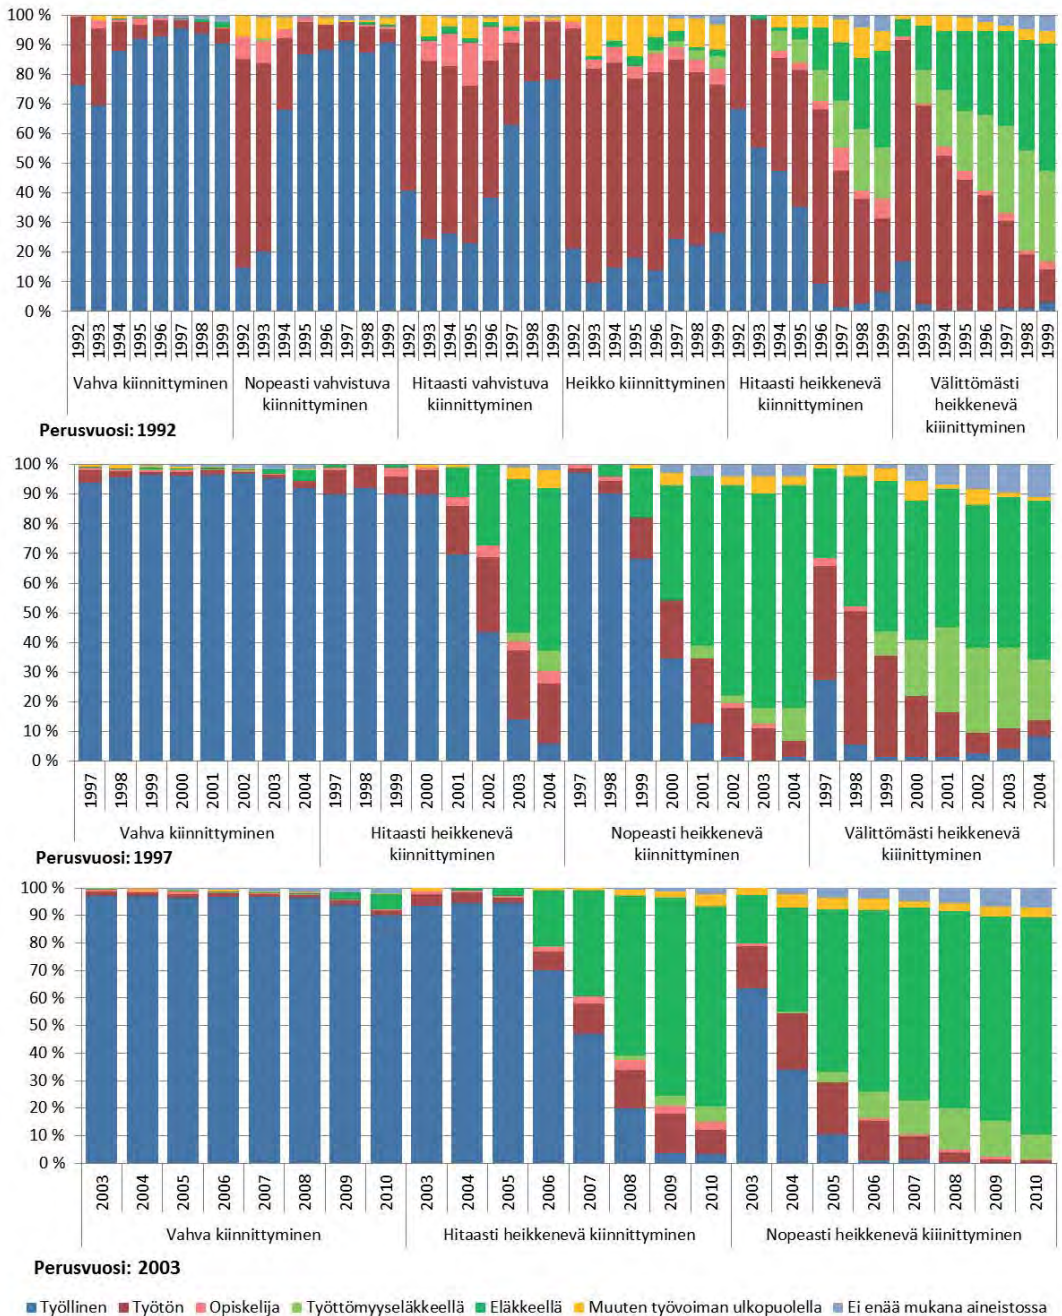 100 %
90 %
80 %
70 %
60 %
50 %
40 %
30 %
20 %
10 %
0 %
1992 1993 1994 1995 1996 1997 1998 1999 1992 1993 1994 1995 1996 1997 1998 1999 1992 1993 1994 1995 1996 1997 1998 1999 1992 1993 1994 1995 1996 1997 1998 1999 1992 1993 1994 1995 1996 1997 1998 1999 1992 1993 1994 1995 1996 1997 1998 1999
Vahva kiinnittyminen Nopeasti vahvistuva Hitaasti vahvistuva Heikko kiinnittyminen Hitaasti heikkenevä Välittömästi
kiinnittyminen kiinnittyminen kiinnittyminen heikkenevä
kiinittyminen
Perusvuosi: 1992
100 %
90 %
80 %
70 %
60 %
50 %
40 %
30 %
20 %
10 %
0 %
1997 1998 1999 2000 2001 2002 2003 2004 1997 1998 1999 2000 2001 2002 2003 2004 1997 1998 1999 2000 2001 2002 2003 2004 1997 1998 1999 2000 2001 2002 2003 2004
Vahva kiinnittyminen Hitaasti heikkenevä Nopeasti heikkenevä Välittömästi heikkenevä
kiinnittyminen kiinnittyminen kiinittyminen
Perusvuosi: 1997
100 %
90 %
80 %
70 %
60 %
50 %
40 %
30 %
20 %
10 %
0 %
2003 2004 2005 2006 2007 2008 2009 2010 2003 2004 2005 2006 2007 2008 2009 2010 2003 2004 2005 2006 2007 2008 2009 2010
Vahva kiinnittyminen Hitaasti heikkenevä kiinnittyminen Nopeasti heikkenevä kiinnittyminen
Perusvuosi: 2003
Työllinen Työtön Opiskelija Työttömyyseläkkeellä Eläkkeellä Muuten työvoiman ulkopuolella Ei enää mukana aineistossa